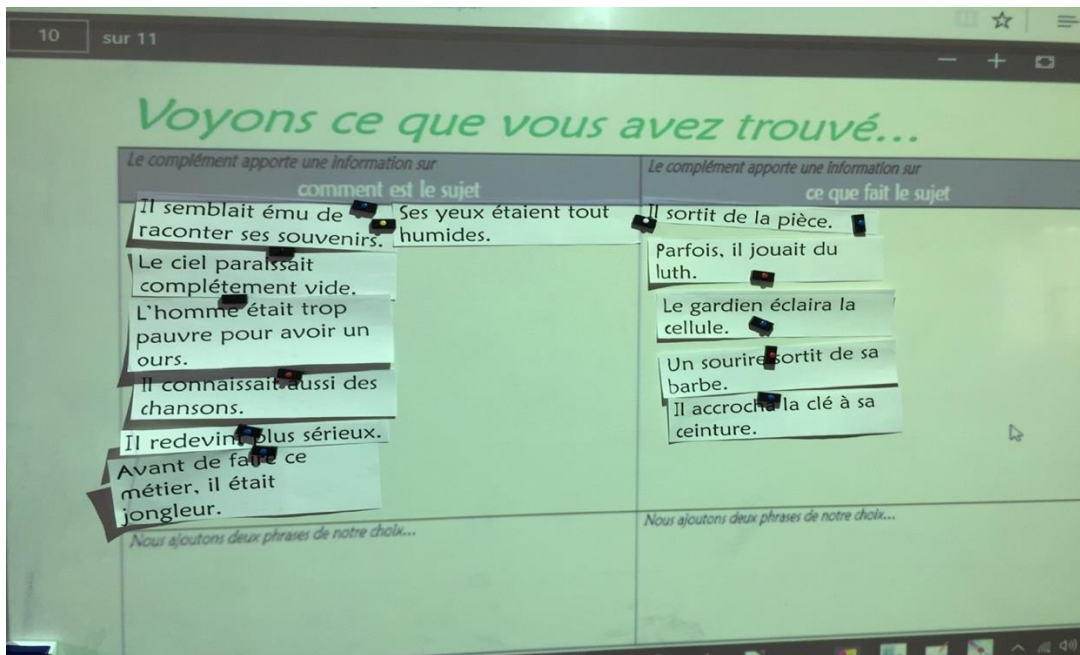 10 sur 11
Voyons ce que vous avez trouvé...
Le complément apporte une information sur
comment est le sujet
Il semblait ému de
raconter ses souvenirs.
Ses yeux étaient tout
humides.
Le ciel paraissait
complétement vide.
L'homme était trop
pauvre pour avoir un
ours.
Il connaissait aussi des
chansons.
Il redevint plus sérieux.
Avant de faire ce
métier, il était
jongleur.
Nous ajoutons deux phrases de notre choix...
Le complément apporte une information sur
ce que fait le sujet
Il sortit de la pièce.
Parfois, il jouait du
luth.
Le gardien éclaira la
cellule.
Un sourire sortit de sa
barbe.
Il accrocha la clé à sa
ceinture.
Nous ajoutons deux phrases de notre choix...